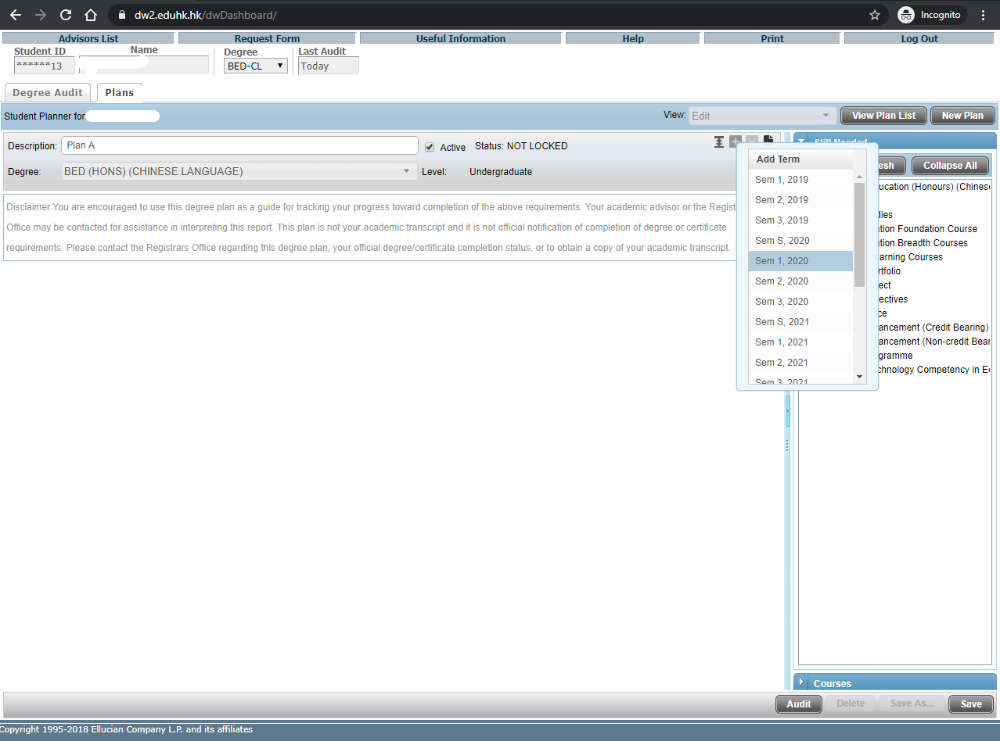 dw2.eduhk.hk/dwDashboard/
Incognito
Advisors List Request Form Useful Information Help Print Log Out
Student ID Name Degree Last Audit
******13 BED-CL Today
Degree Audit Plans
Student Planner for View: Edit View Plan List New Plan
Description: Plan A Active Status: NOT LOCKED
Degree: BED (HONS) (CHINESE LANGUAGE) Level: Undergraduate
Disclaimer:You are encouraged to use this degree plan as a guide for tracking your progress toward completion of the above requirements. Your academic advisor or the Regist
Office may be contacted for assistance in interpreting this report. This plan is not your academic transcript and it is not official notification of completion of degree or certificate
requirements. Please contact the Registrars Office regarding this degree plan, your official degree/certificate completion status, or to obtain a copy of your academic transcript.
Add Term
Sem 1, 2019
Sem 2, 2019
Sem 3, 2019
Sem S, 2020
Sem 1, 2020
Sem 2, 2020
Sem 3, 2020
Sem S, 2021
Sem 1, 2021
Sem 2, 2021
Sem 3, 2021
Still Needed
esh Collapse All
ucation (Honours) (Chines
dies
tion Foundation Course
tion Breadth Courses
arning Courses
rtfolio
ect
ectives
ce
ancement (Credit Bearing)
ancement (Non-credit Bear
gramme
chnology Competency in E
Courses
Audit Delete Save As... Save
Copyright 1995-2018 Ellucian Company L.P. and its affiliates